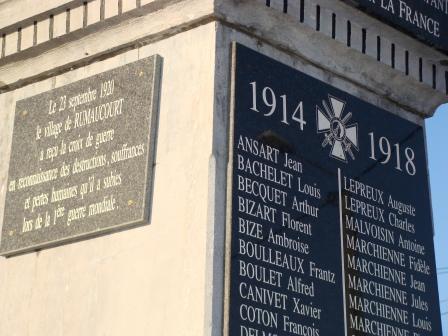 Le 23 septembre 1920
le village de RUMAUCOURT
a reçu la croix de guerre
en reconnaissance des destructions, souffrances
et pertes humaines qu'il a subies
lors de la 1ère guerre mondiale.
LA FRANCE
1914 1918
ANSART Jean
BACHELET Louis
BECQUET Arthur
BIZART Florent
BIZE Ambroise
BOULLEAUX Frantz
BOULET Alfred
CANIVET Xavier
COTON François
LEPREUX Auguste
LEPREUX Charles
MALVOISIN Antoine
MARCHIENNE Fidèle
MARCHIENNE Jean
MARCHIENNE Jules
MARCHIENNE Louis
MARCHIENNE